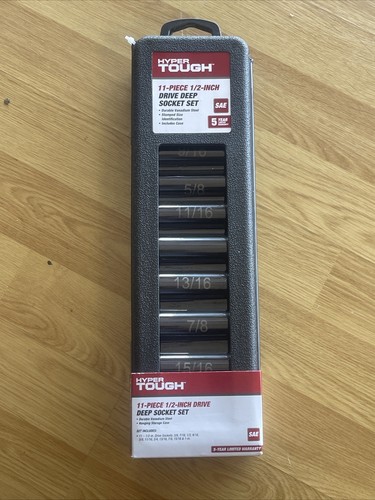 HYPER
TOUGH
11-PIECE 1/2-INCH
DRIVE DEEP
SOCKET SET
• Durable Vanadium Steel
• Stamped Size
Identification
• Includes Case
SAE
5 YEAR
5/8
11/16
13/16
7/8
15/16
HYPER
TOUGH
11-PIECE 1/2-INCH DRIVE
DEEP SOCKET SET
• Durable Vanadium Steel
• Hanging Storage Case
SET INCLUDES:
SAE
5-YEAR LIMITED WARRANTY